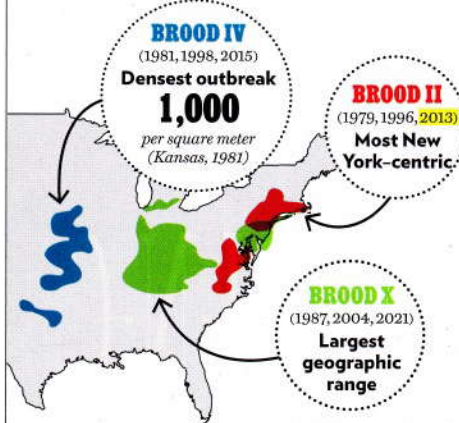 BROOD IV
(1981, 1998, 2015)
Densest outbreak
1,000
per square meter
(Kansas, 1981)
BROOD II
(1979, 1996, 2013)
Most New
York–centric.
BROOD X
(1987, 2004, 2021)
Largest
geographic
range